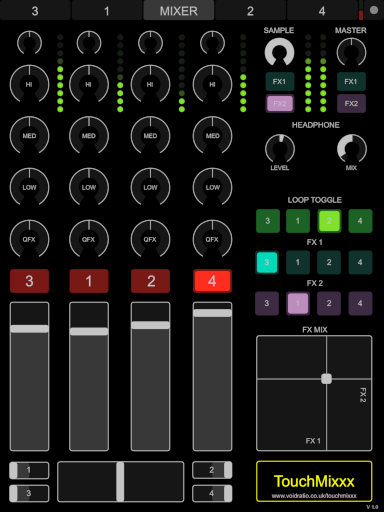 3 1 MIXER 2 4
SAMPLE MASTER
HI HI HI HI
FX1 FX1
FX2 FX2
MED MED MED MED
HEADPHONE
LEVEL MIX
LOW LOW LOW LOW
LOOP TOGGLE
3 1 2 4
QFX QFX QFX QFX
FX 1
3 1 2 4
FX 2
3 1 2 4
3 1 2 4
FX MIX
FX 2
FX 1
1 2
3 4
TouchMixxx
www.voidratio.co.uk/touchmixxx
V 1.0